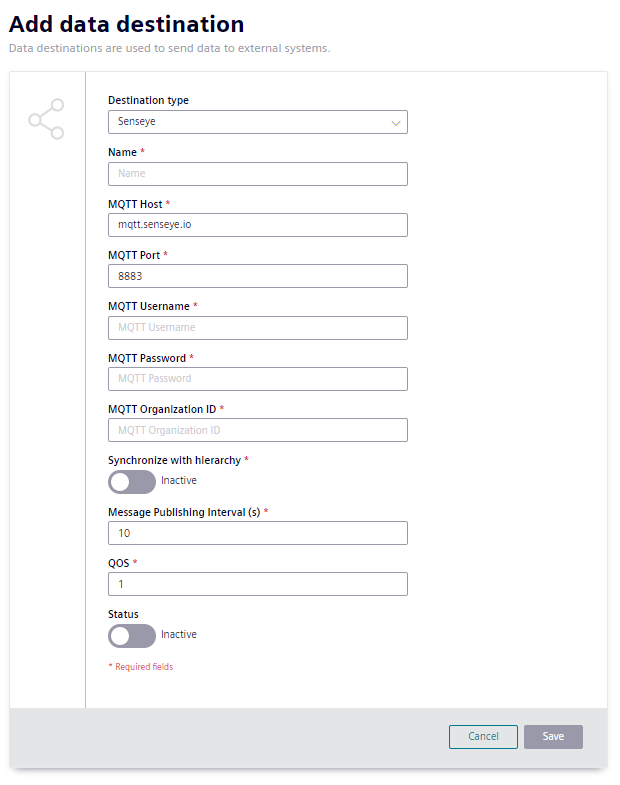 Add data destination
Data destinations are used to send data to external systems.
Destination type
Senseye
Name *
Name
MQTT Host *
mqtt.senseye.io
MQTT Port *
8883
MQTT Username *
MQTT Username
MQTT Password *
MQTT Password
MQTT Organization ID *
MQTT Organization ID
Synchronize with hierarchy *
Inactive
Message Publishing Interval (s) *
10
QOS *
1
Status
Inactive
* Required fields
Cancel Save